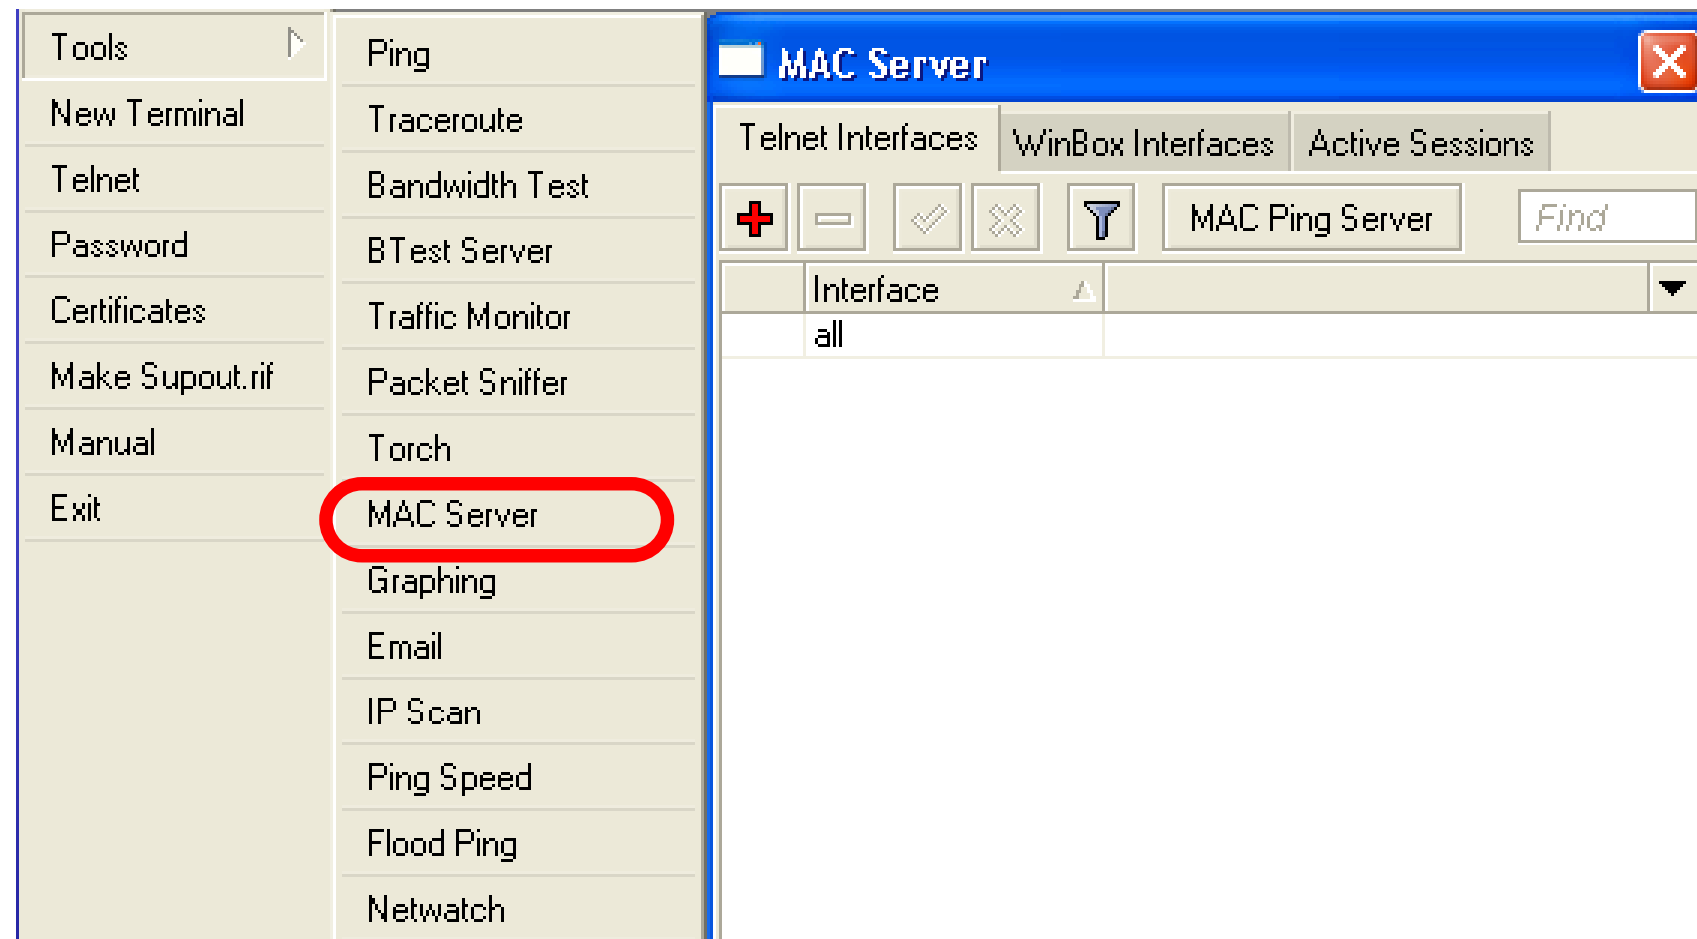 Tools
New Terminal
Telnet
Password
Certificates
Make Supout.rif
Manual
Exit
Ping
Traceroute
Bandwidth Test
BTest Server
Traffic Monitor
Packet Sniffer
Torch
MAC Server
Graphing
Email
IP Scan
Ping Speed
Flood Ping
Netwatch
MAC Server
Telnet Interfaces WinBox Interfaces Active Sessions
MAC Ping Server Find
Interface
all